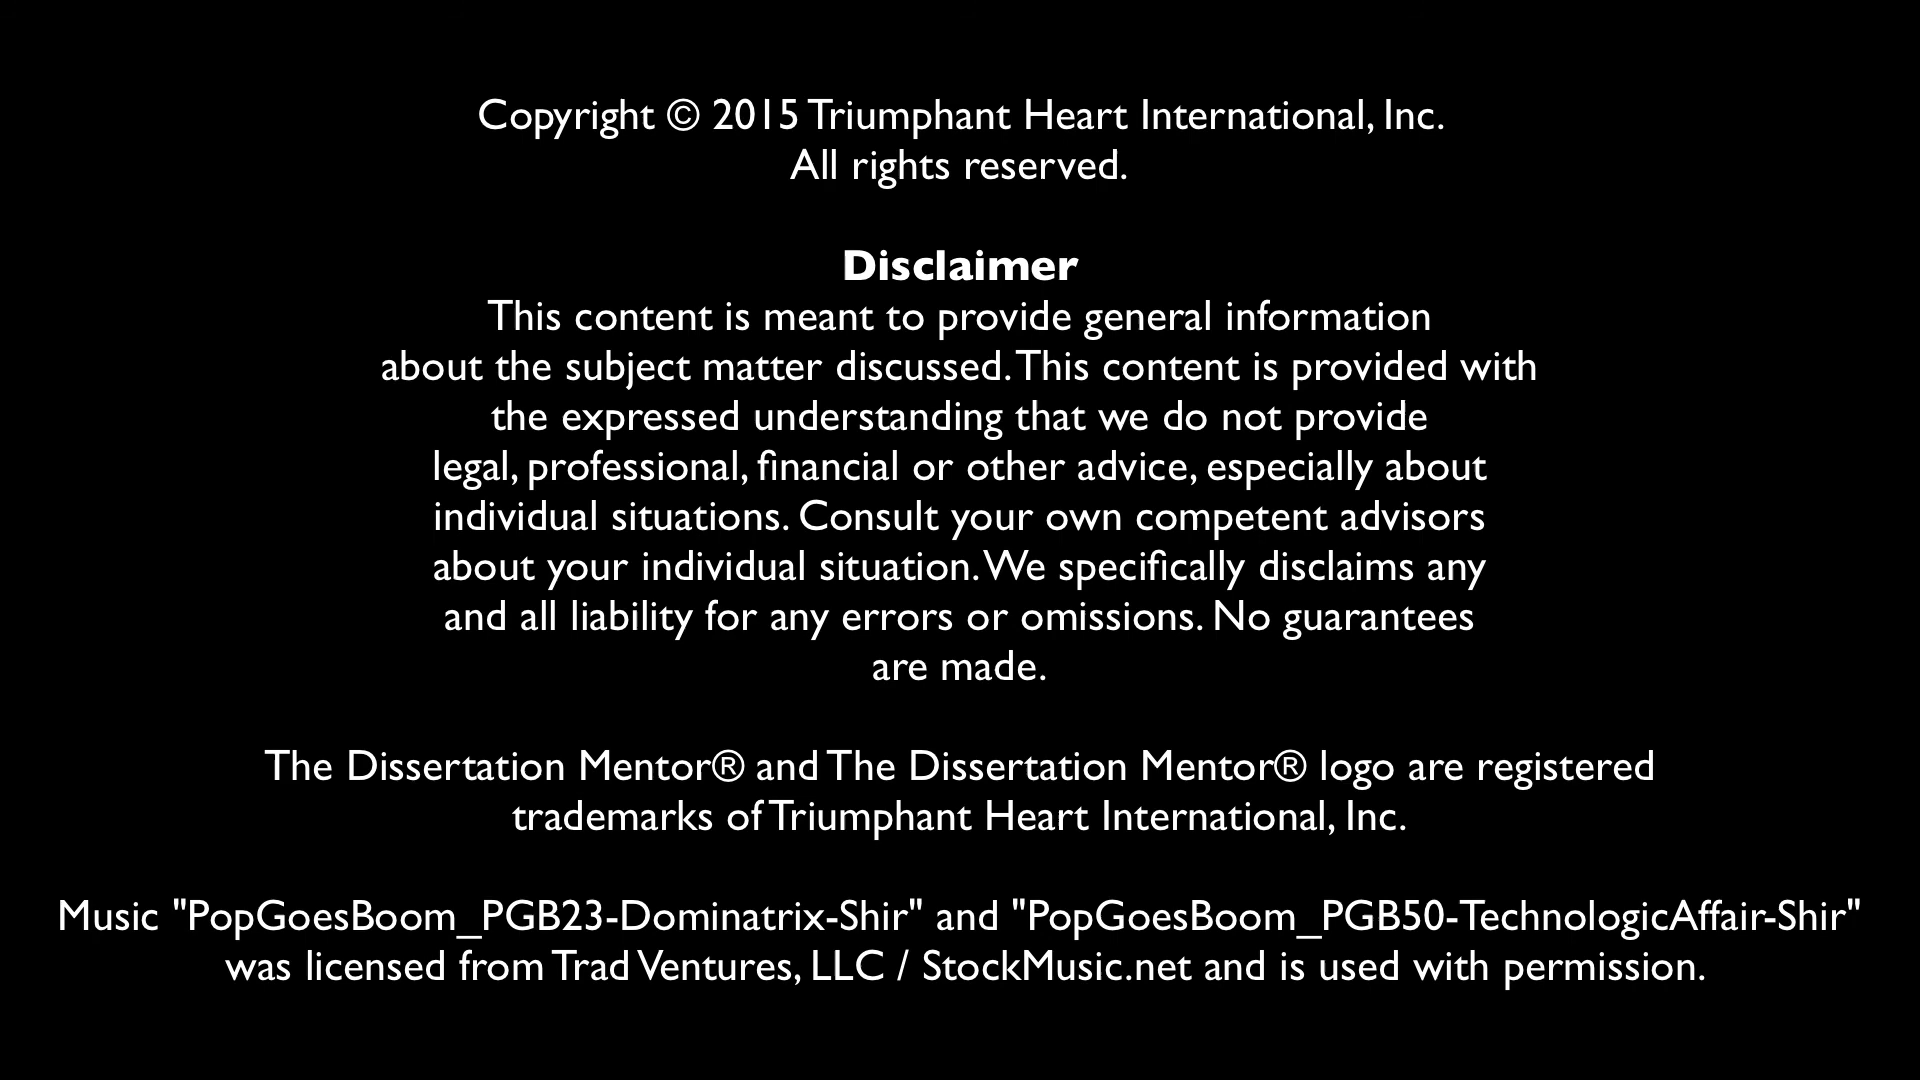 Copyright © 2015 Triumphant Heart International, Inc.
All rights reserved.
Disclaimer
This content is meant to provide general information
about the subject matter discussed. This content is provided with
the expressed understanding that we do not provide
legal, professional, financial or other advice, especially about
individual situations. Consult your own competent advisors
about your individual situation. We specifically disclaims any
and all liability for any errors or omissions. No guarantees
are made.
The Dissertation Mentor® and The Dissertation Mentor® logo are registered
trademarks of Triumphant Heart International, Inc.
Music "PopGoesBoom_PGB23-Dominatrix-Shir" and "PopGoesBoom_PGB50-TechnologicAffair-Shir"
was licensed from Trad Ventures, LLC / StockMusic.net and is used with permission.